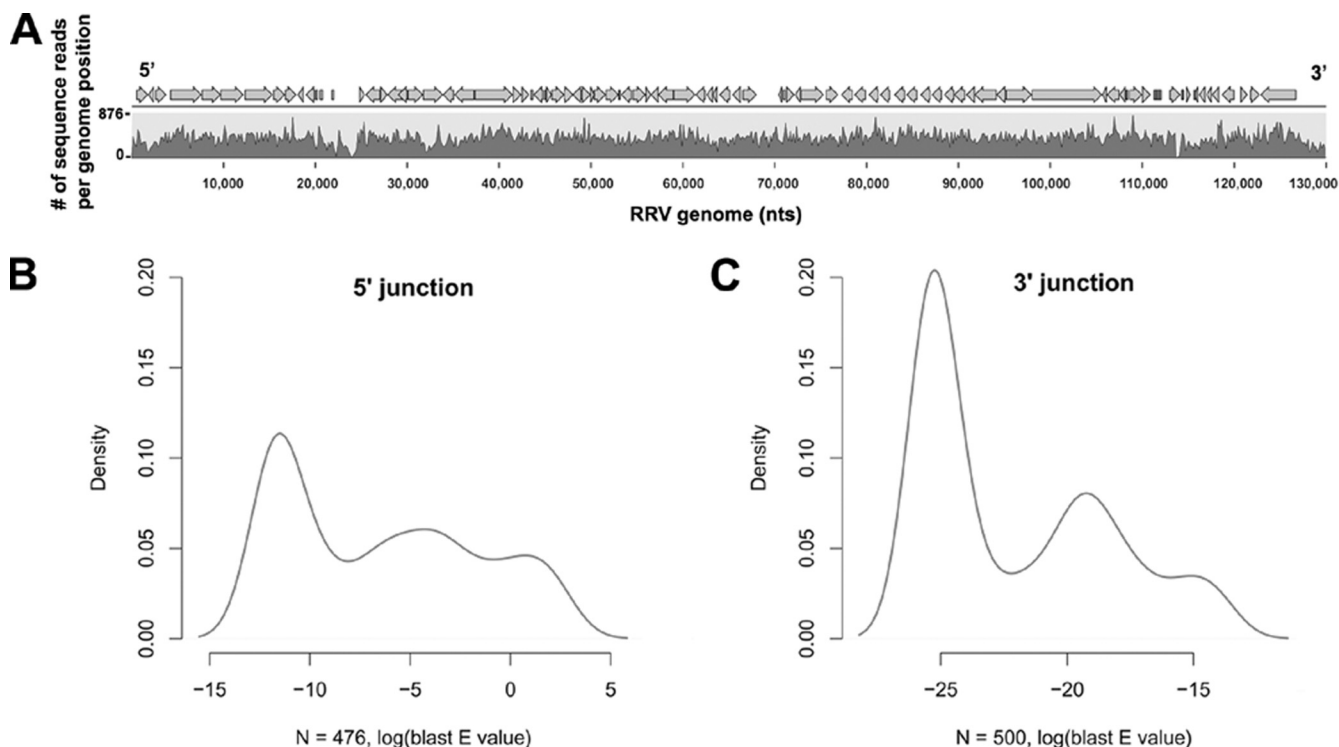 A
# of sequence reads
per genome position
5’
3’
876-
0-
10,000 20,000 30,000 40,000 50,000 60,000 70,000 80,000 90,000 100,000 110,000 120,000 130,000
RRV genome (nts)
B
5' junction
Density
0.00 0.05 0.10 0.15 0.20
−15 −10 −5 0 5
N = 476, log(blast E value)
C
3' junction
Density
0.00 0.05 0.10 0.15 0.20
−25 −20 −15
N = 500, log(blast E value)